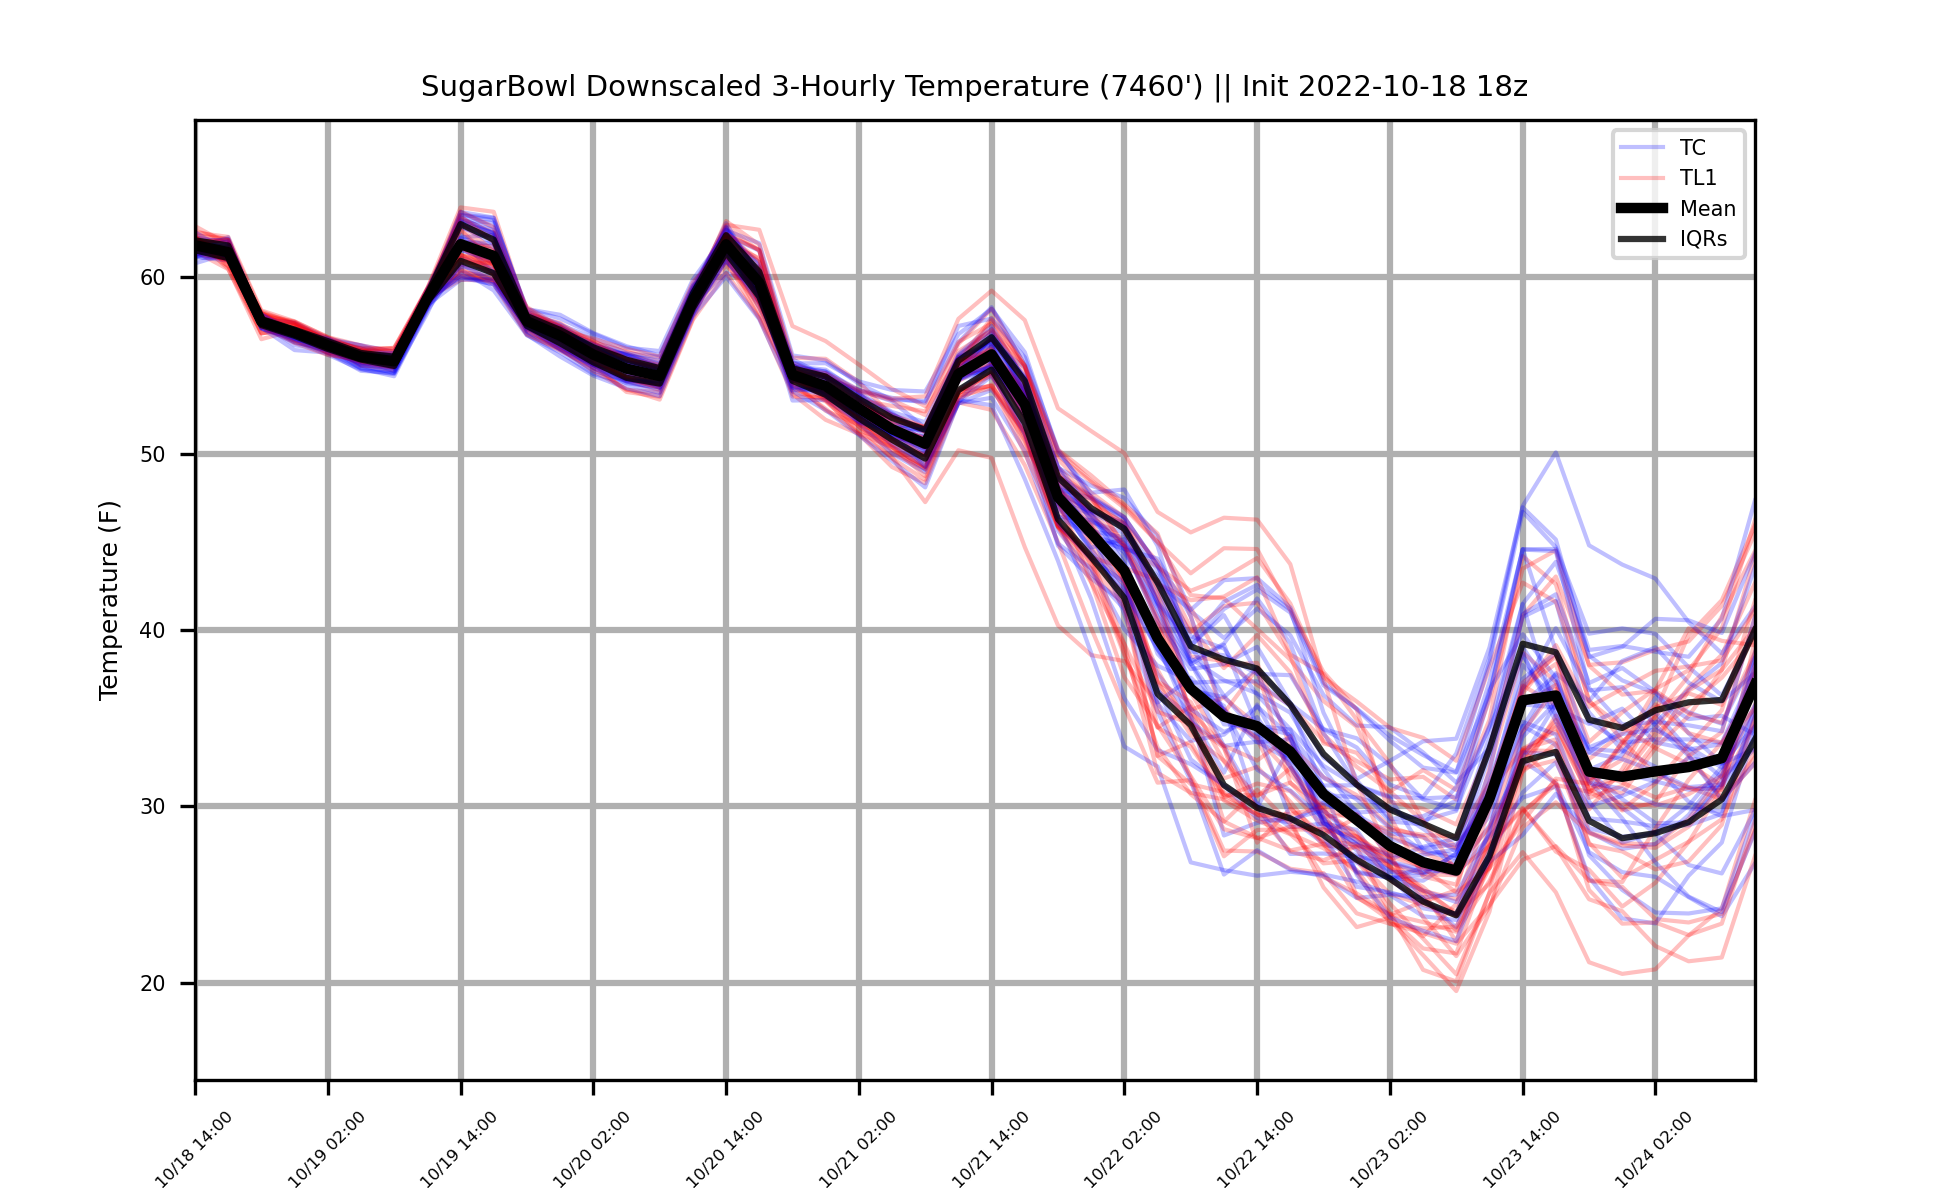 SugarBowl Downscaled 3-Hourly Temperature (7460') || Init 2022-10-18 18z
TC
TL1
Mean
IQRs
Temperature (F)
60
50
40
30
20
10/18 14:00
10/19 02:00
10/19 14:00
10/20 02:00
10/20 14:00
10/21 02:00
10/21 14:00
10/22 02:00
10/22 14:00
10/23 02:00
10/23 14:00
10/24 02:00